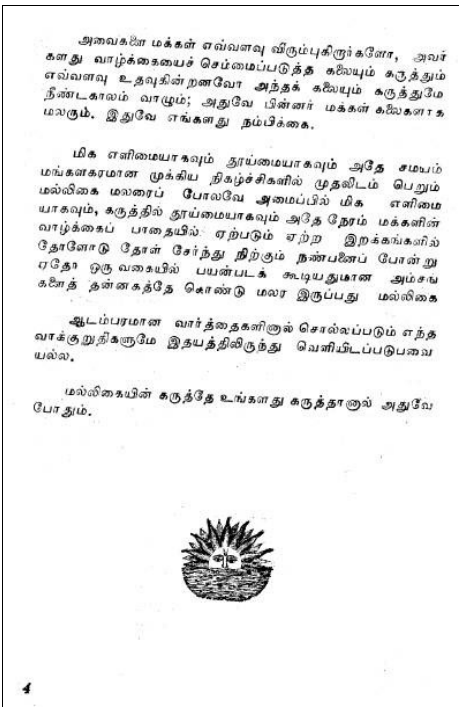 அவைகளை மக்கள் எவ்வளவு விரும்புகிறார்களோ, அவர்
களது வாழ்க்கையைச் செம்மைப்படுத்த கலையும் கருத்தும்
எவ்வளவு உதவுகின்றனவோ அந்தக் கலையும் கருத்துமே
நீண்டகாலம் வாழும்; அதுவே பின்னர் மக்கள் கலைகளாக
மலரும். இதுவே எங்களது நம்பிக்கை.
மிக எளிமையாகவும் தூய்மையாகவும் அதே சமயம்
மங்களகரமான முக்கிய நிகழ்ச்சிகளில் முதலிடம் பெறும்
மல்லிகை மலரைப் போலவே அமைப்பில் மிக எளிமை
யாகவும், கருத்தில் தூய்மையாகவும் அதே நேரம் மக்களின்
வாழ்க்கைப் பாதையில் ஏற்படும் ஏற்ற இறக்கங்களில்
தோளோடு தோள் சேர்ந்து நிற்கும் நண்பனைப் போன்று
ஏதோ ஒருவகையில் பயன்படக் கூடியதுமான அம்சங்
களைத் தன்னகத்தே கொண்டு மலர இருப்பது மல்லிகை
ஆடம்பரமான வார்த்தைகளினால் சொல்லப்படும் எந்த
வாக்குறுதிகளுமே இதயத்திலிருந்து வெளியிடப்படுபவை
யல்ல.
மல்லிகையின் கருத்தே உங்களது கருத்தானால் அதுவே
போதும்.
4